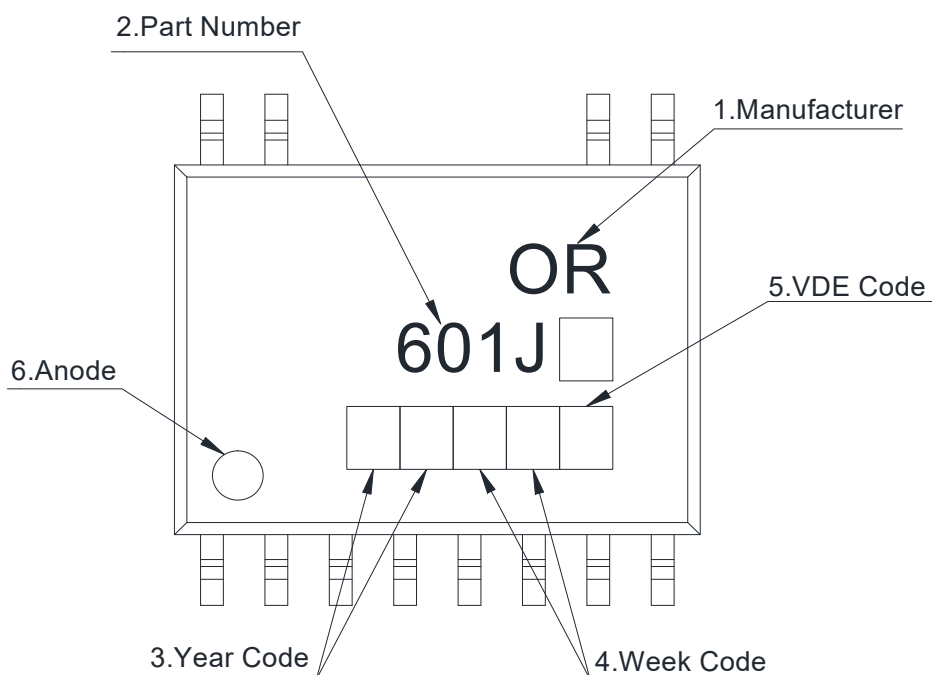 2.Part Number
1.Manufacturer
OR
5.VDE Code
601J
6.Anode
3.Year Code
4.Week Code